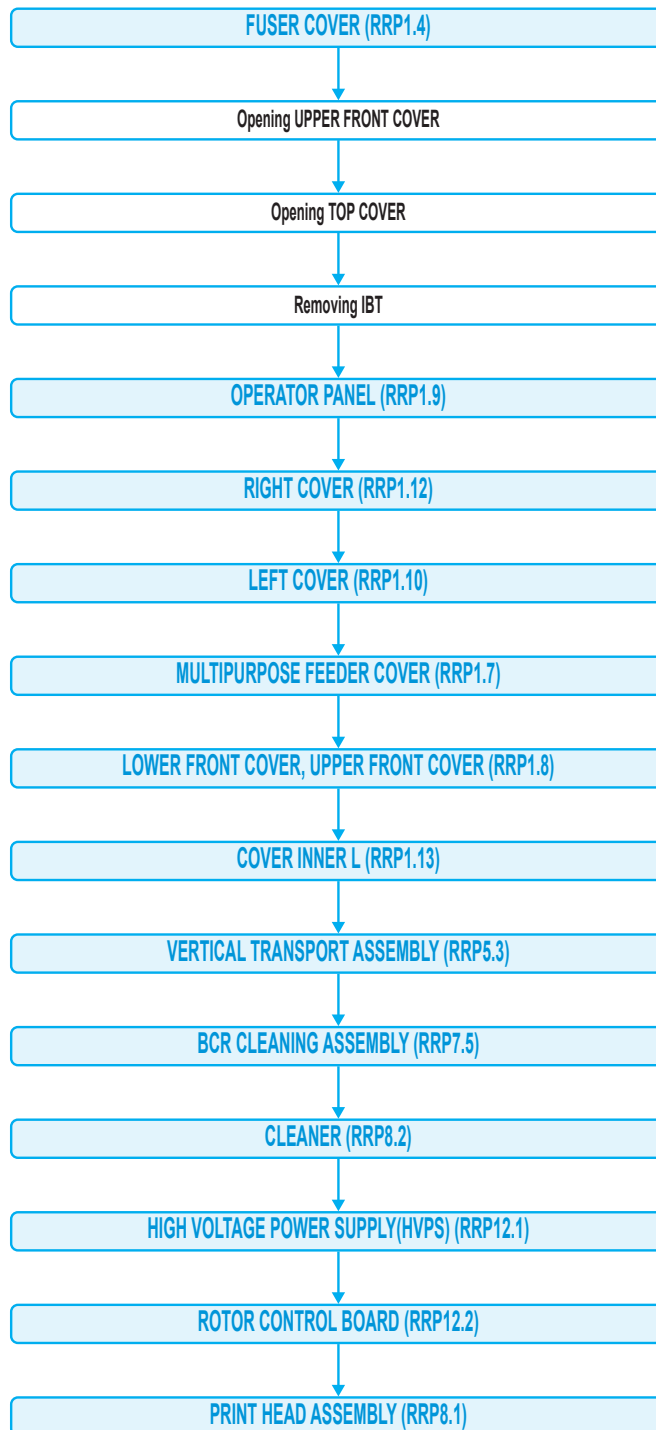 FUSER COVER (RRP1.4)
Opening UPPER FRONT COVER
Opening TOP COVER
Removing IBT
OPERATOR PANEL (RRP1.9)
RIGHT COVER (RRP1.12)
LEFT COVER (RRP1.10)
MULTIPURPOSE FEEDER COVER (RRP1.7)
LOWER FRONT COVER, UPPER FRONT COVER (RRP1.8)
COVER INNER L (RRP1.13)
VERTICAL TRANSPORT ASSEMBLY (RRP5.3)
BCR CLEANING ASSEMBLY (RRP7.5)
CLEANER (RRP8.2)
HIGH VOLTAGE POWER SUPPLY(HVPS) (RRP12.1)
ROTOR CONTROL BOARD (RRP12.2)
PRINT HEAD ASSEMBLY (RRP8.1)